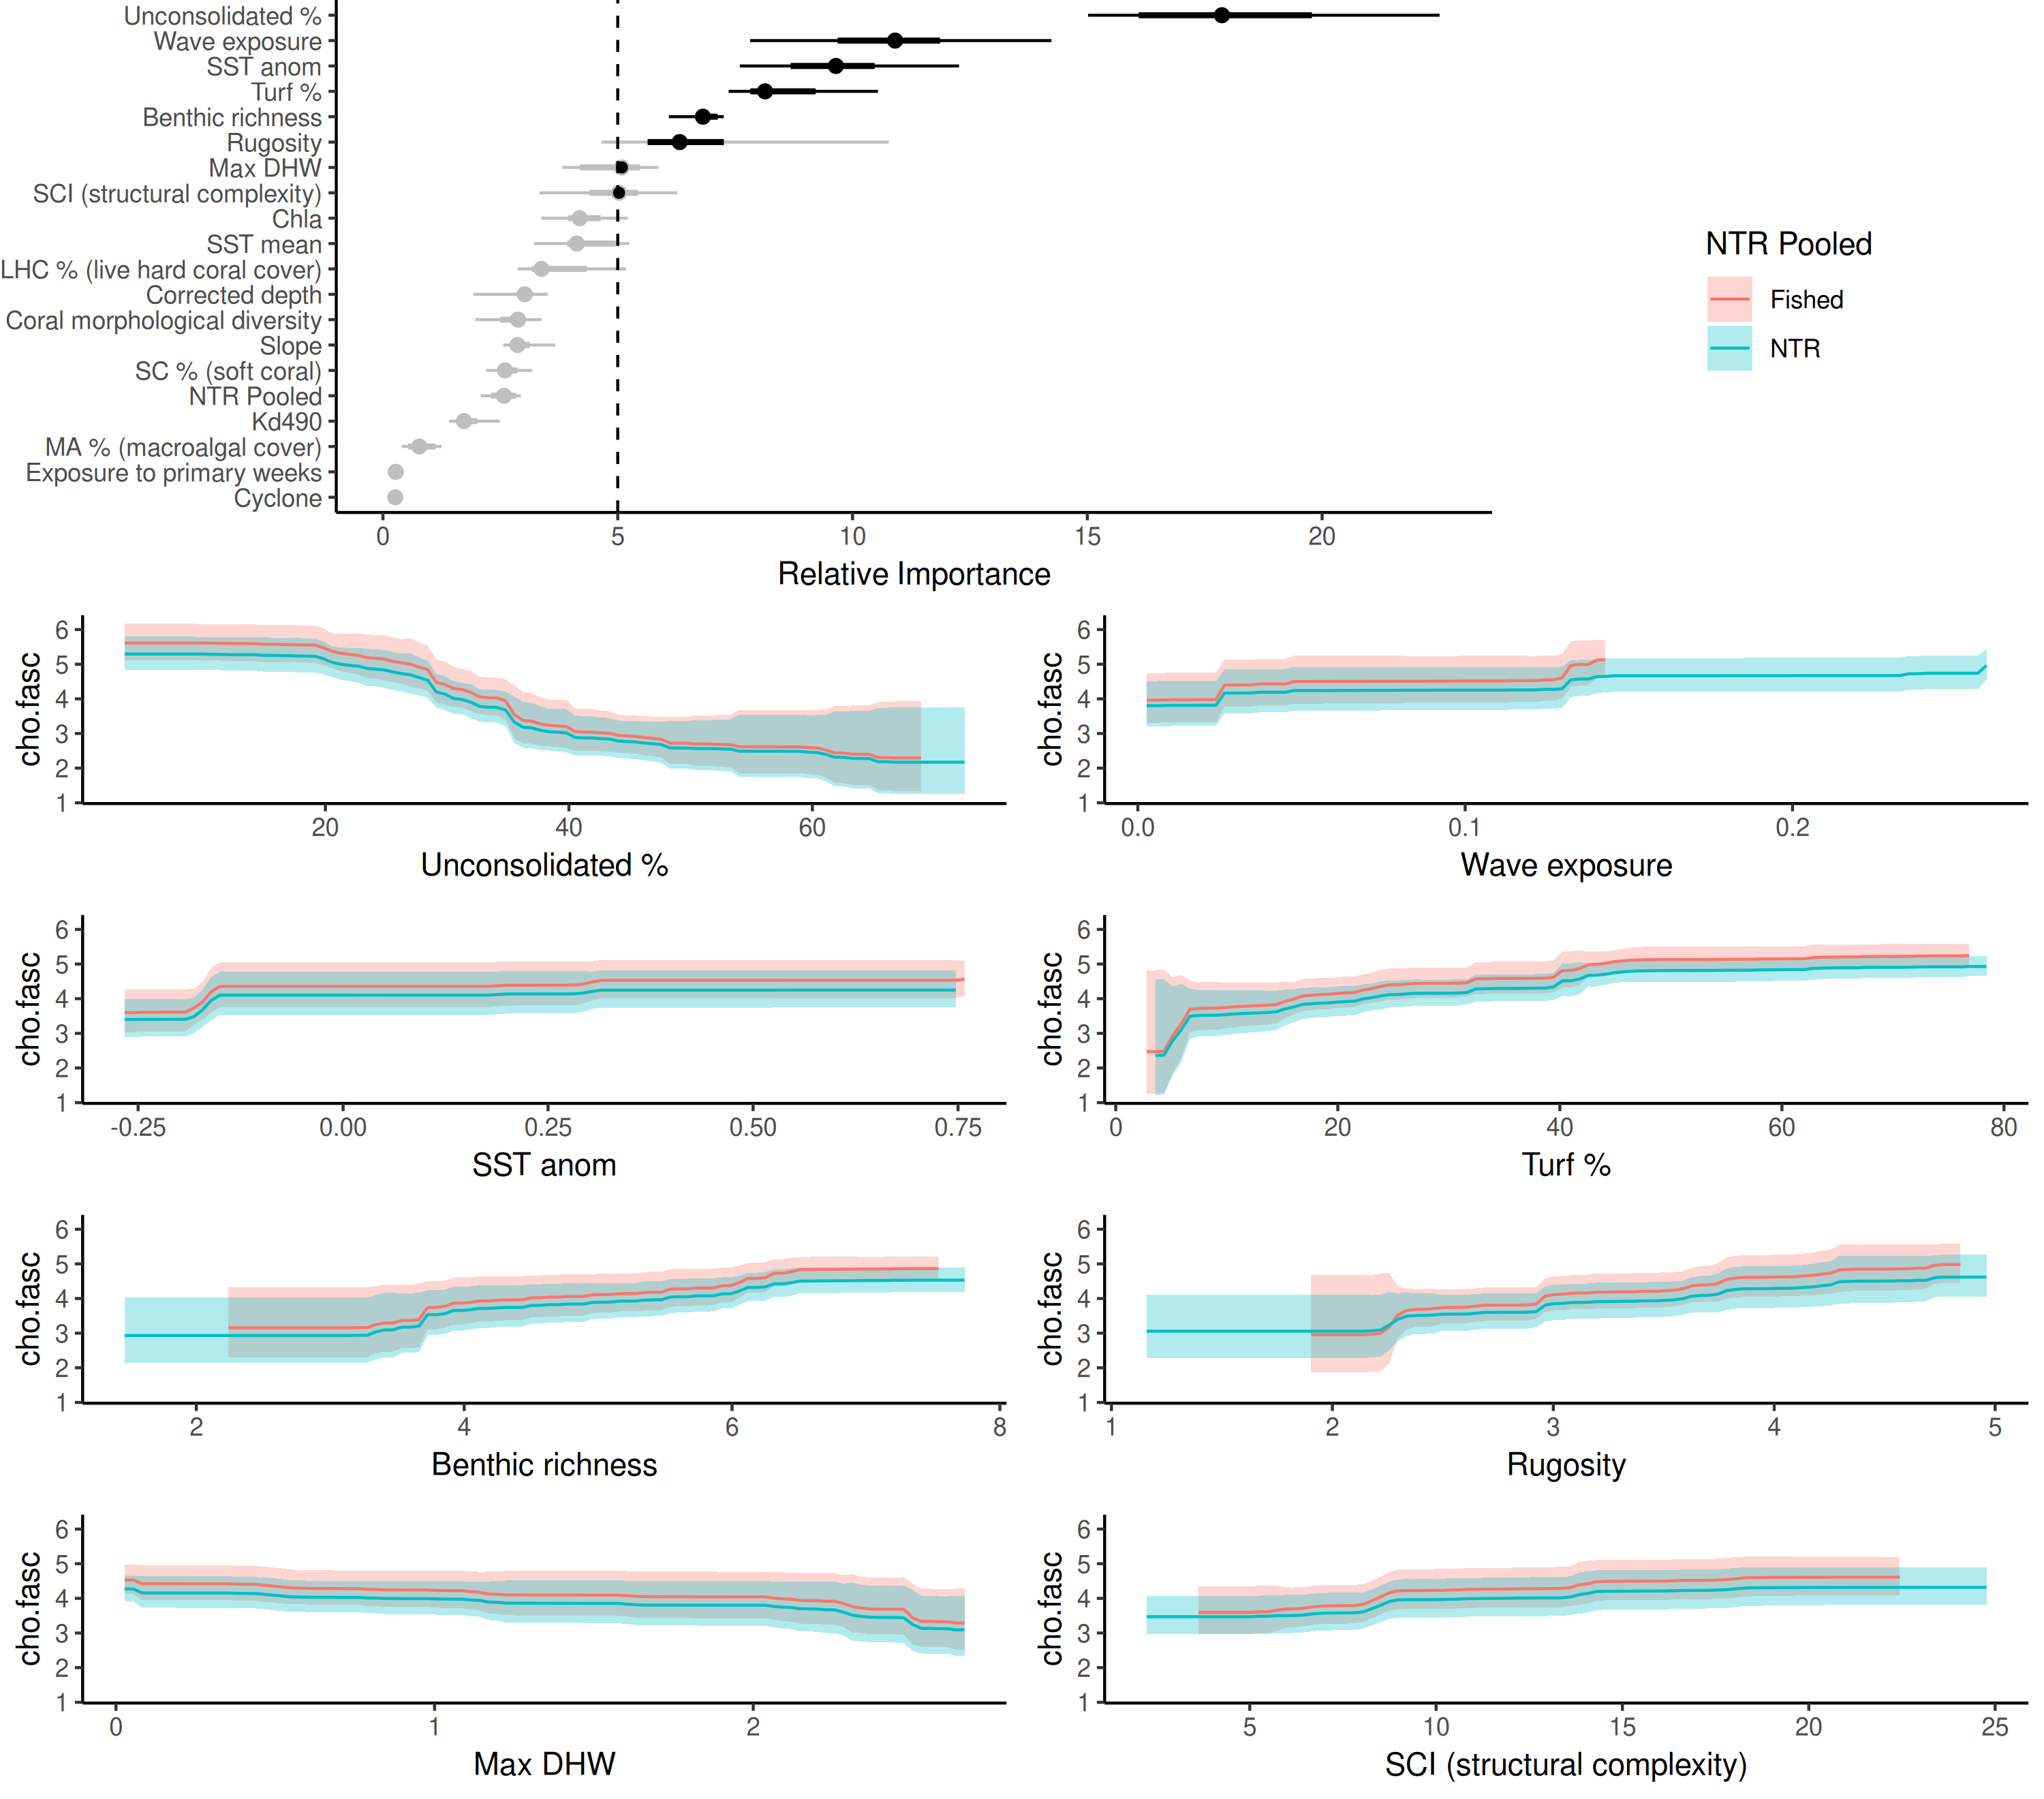 Unconsolidated %
Wave exposure
SST anom
Turf %
Benthic richness
Rugosity
Max DHW
SCI (structural complexity)
Chla
SST mean
LHC % (live hard coral cover)
Corrected depth
Coral morphological diversity
Slope
SC % (soft coral)
NTR Pooled
Kd490
MA % (macroalgal cover)
Exposure to primary weeks
Cyclone
0 5 10 15 20
Relative Importance
NTR Pooled
Fished
NTR
cho.fasc
6
5
4
3
2
1
20 40 60
Unconsolidated %
cho.fasc
6
5
4
3
2
1
0.0 0.1 0.2
Wave exposure
cho.fasc
6
5
4
3
2
1
-0.25 0.00 0.25 0.50 0.75
SST anom
cho.fasc
6
5
4
3
2
1
0 20 40 60 80
Turf %
cho.fasc
6
5
4
3
2
1
2 4 6 8
Benthic richness
cho.fasc
6
5
4
3
2
1
1 2 3 4 5
Rugosity
cho.fasc
6
5
4
3
2
1
0 1 2
Max DHW
cho.fasc
6
5
4
3
2
1
5 10 15 20 25
SCI (structural complexity)